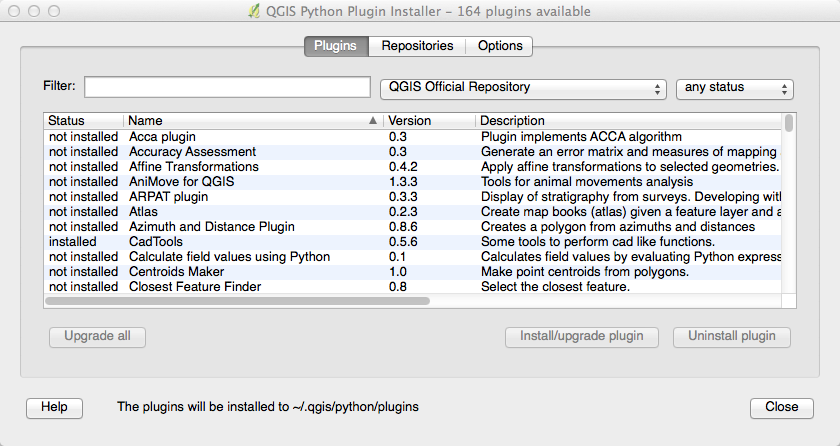 QGIS Python Plugin Installer – 164 plugins available
Plugins Repositories Options
Filter: QGIS Official Repository any status
Status Name Version Description
not installed Acca plugin 0.3 Plugin implements ACCA algorithm
not installed Accuracy Assessment 0.3 Generate an error matrix and measures of mapping
not installed Affine Transformations 0.4.2 Apply affine transformations to selected geometries.
not installed AniMove for QGIS 1.3.3 Tools for animal movements analysis
not installed ARPAT plugin 0.3.3 Display of stratigraphy from surveys. Developing wit
not installed Atlas 0.2.3 Create map books (atlas) given a feature layer and a
not installed Azimuth and Distance Plugin 0.8.6 Creates a polygon from azimuths and distances
installed CadTools 0.5.6 Some tools to perform cad like functions.
not installed Calculate field values using Python 0.1 Calculates field values by evaluating Python express
not installed Centroids Maker 1.0 Make point centroids from polygons.
not installed Closest Feature Finder 0.8 Select the closest feature.
Upgrade all Install/upgrade plugin Uninstall plugin
Help The plugins will be installed to ~/.qgis/python/plugins Close